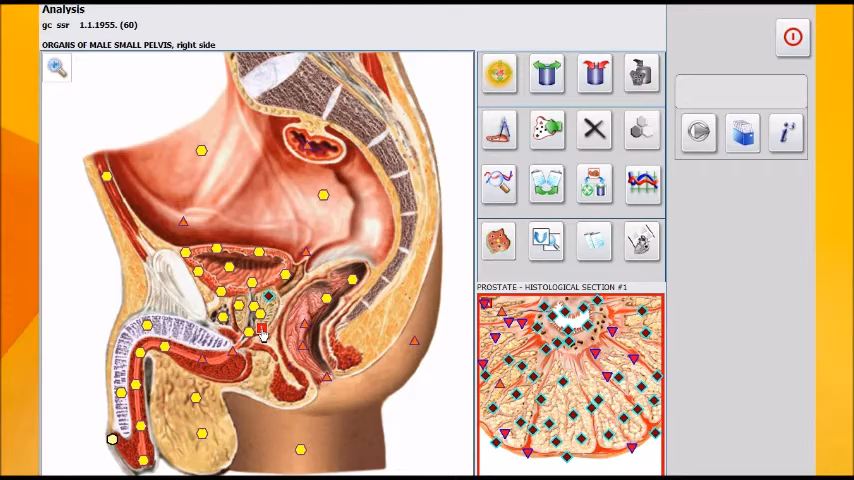 Analysis
gc ssr 1.1.1955. (60)
ORGANS OF MALE SMALL PELVIS, right side
PROSTATE - HISTOLOGICAL SECTION #1